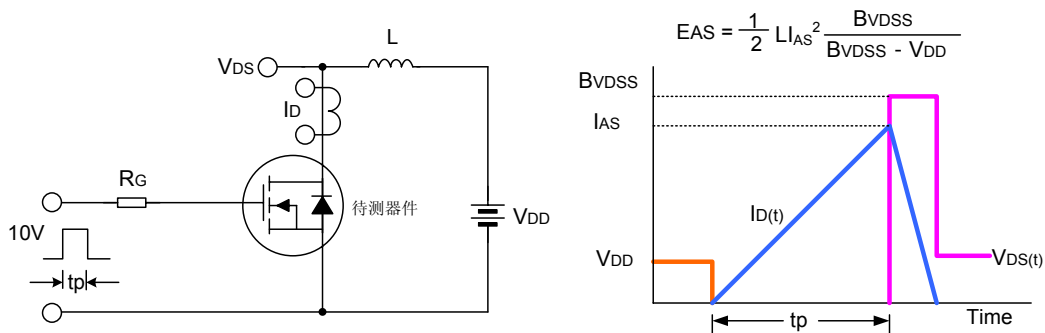 L
VDS
ID
RG
待测器件
VDD
10V
tp
EAS = 1/2 LIAS² BVDSS / BVDSS - VDD
BVDSS
IAS
ID(t)
VDD
VDS(t)
tp
Time